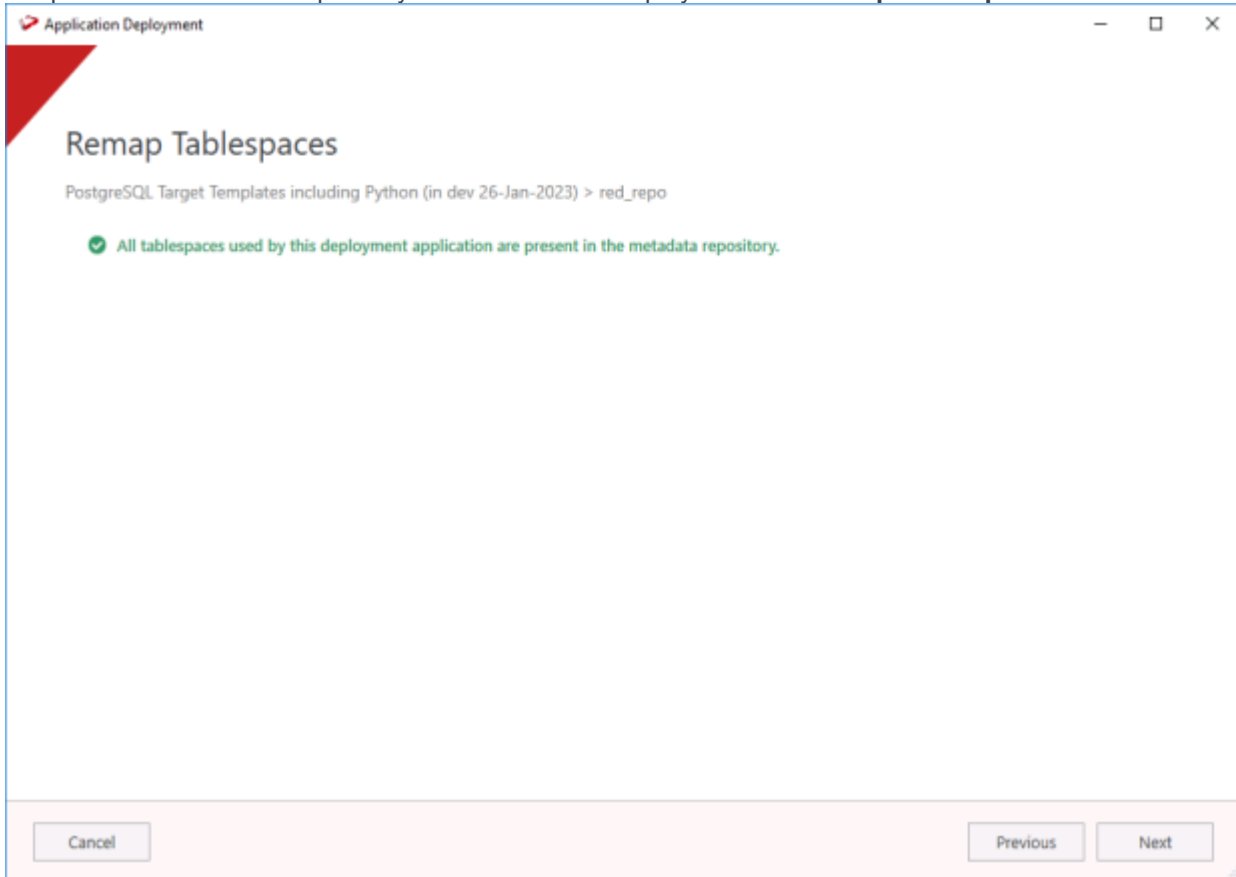 Application Deployment
Remap Tablespaces
PostgreSQL Target Templates including Python (in dev 26-Jan-2023) > red_repo
All tablespaces used by this deployment application are present in the metadata repository.
Cancel
Previous
Next